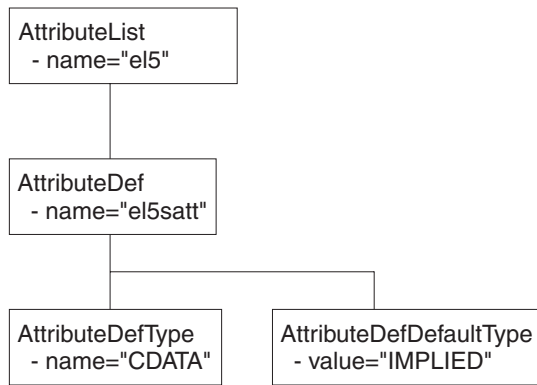 AttributeList
- name="el5"
AttributeDef
- name="el5satt"
AttributeDefType
- name="CDATA"
AttributeDefDefaultType
- value="IMPLIED"